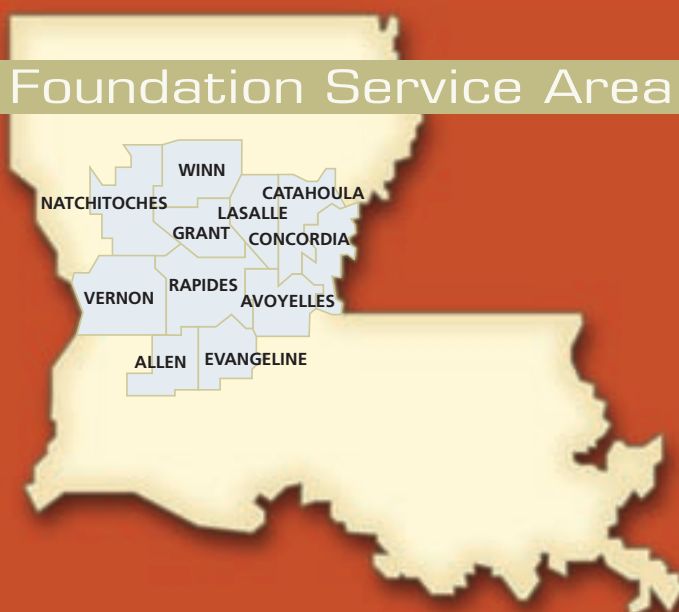 Foundation Service Area
WINN
CATAHOULA
NATCHITOCHES
LASALLE
GRANT
CONCORDIA
RAPIDES
VERNON
AVOYELLES
ALLEN
EVANGELINE